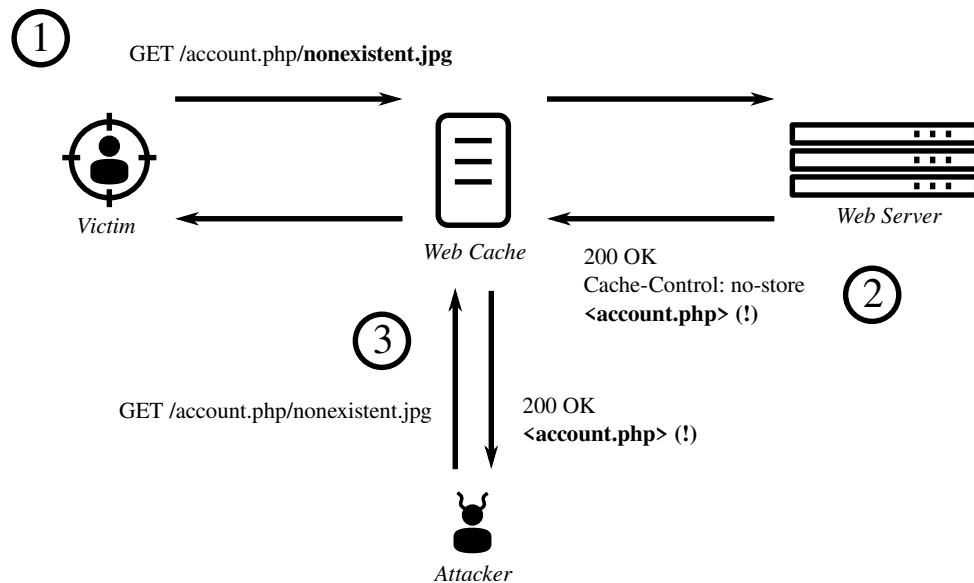 1
GET /account.php/nonexistent.jpg
Victim
Web Cache
Web Server
200 OK
Cache-Control: no-store
<account.php> (!)
2
3
GET /account.php/nonexistent.jpg
200 OK
<account.php> (!)
Attacker